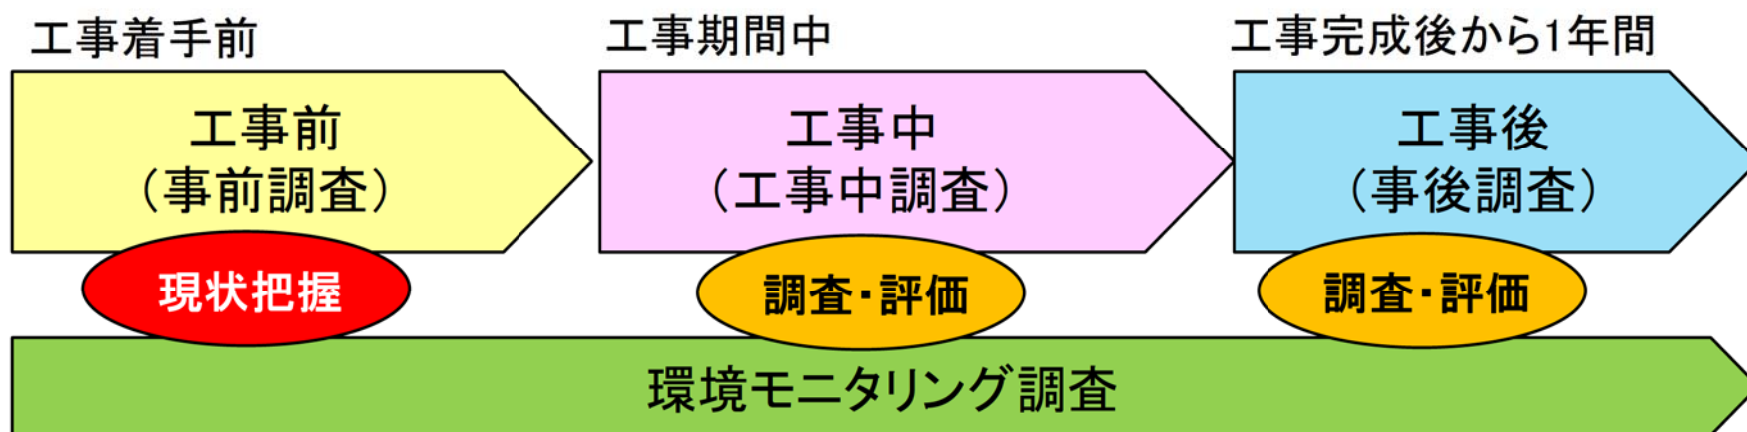 工事着手前
工事期間中
工事完成後から1年間
工事前
（事前調査）
工事中
（工事中調査）
工事後
（事後調査）
現状把握
調査・評価
調査・評価
環境モニタリング調査